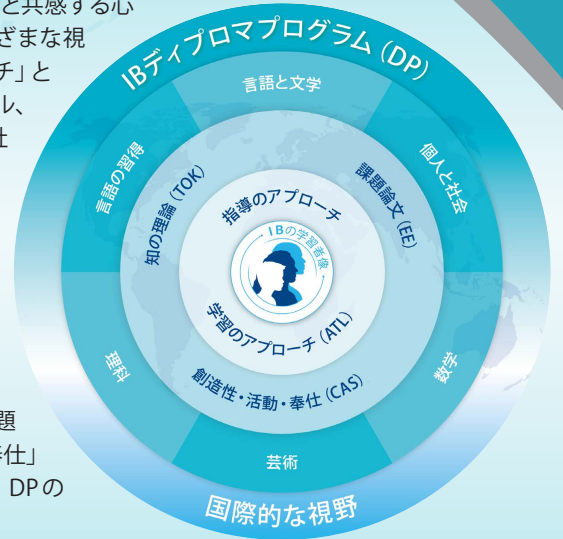 と共感する心
ざまな視
チ」と
ル、
社
IBディプロマプログラム（DP）
言語と文学
言語の習得
個人と社会
知の理論（TOK）
課題論文（EE）
指導のアプローチ
IBの学習者像
学習のアプローチ（ATL）
理科
数学
創造性・活動・奉仕（CAS）
芸術
国際的な視野
題
奉仕」
DPの